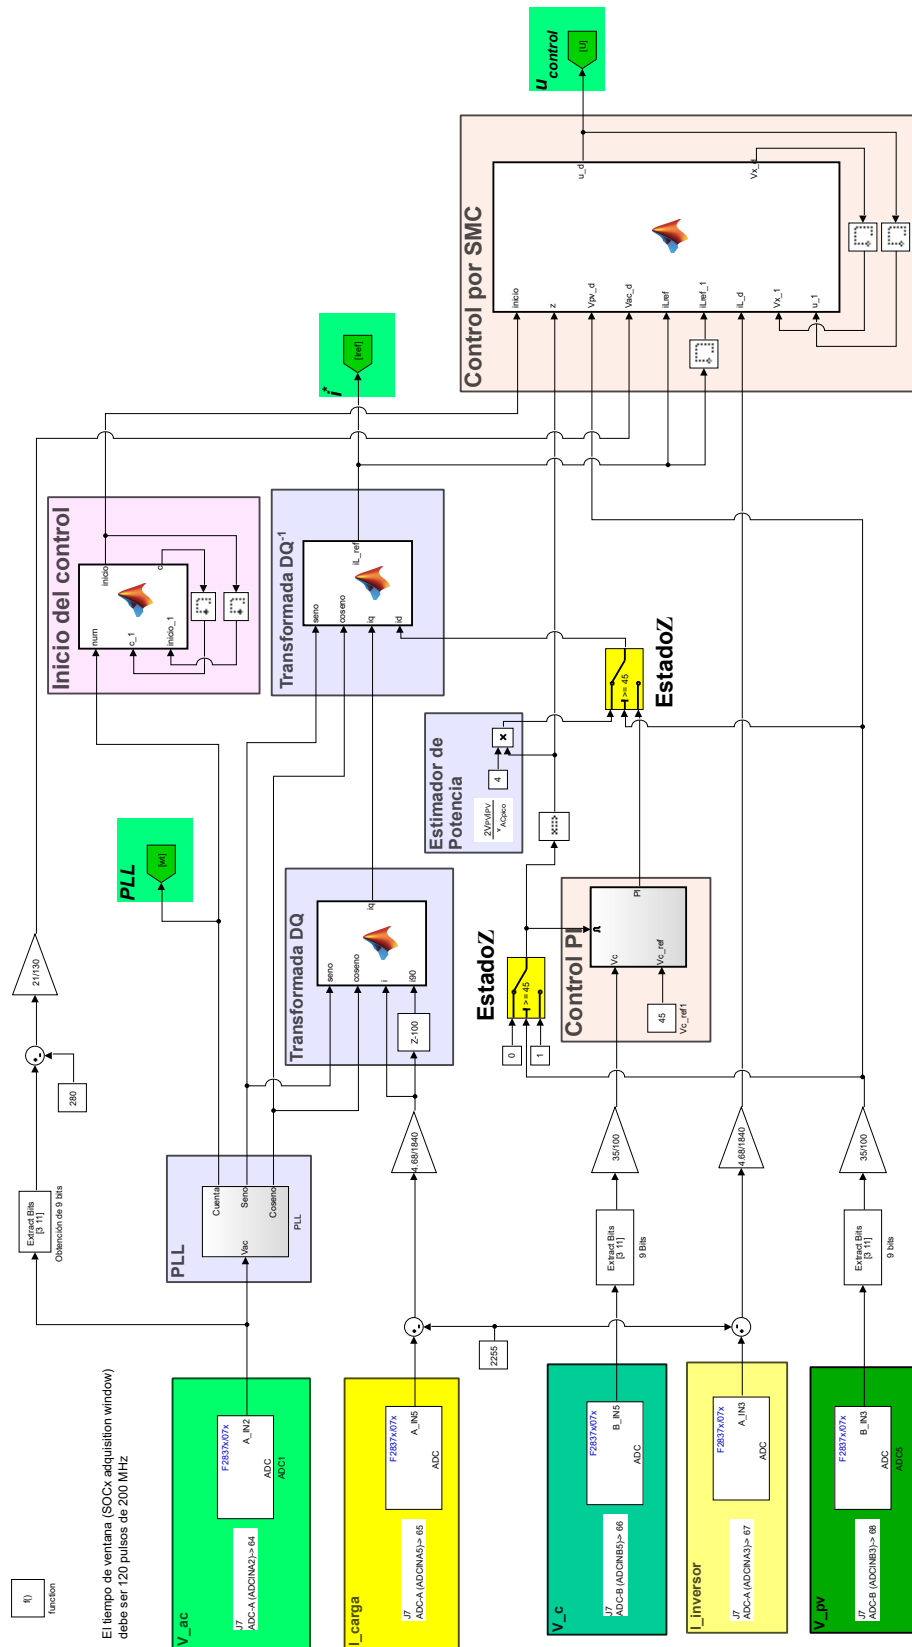 f()
function
El tiempo de ventana (SOCx adquisition window)
debe ser 120 pulsos de 200 MHz
V_ac
J7
ADC-A (ADCINA2)-> 64
F2837x/07x
A_IN2
ADC
ADC1
Extract Bits
[3 11]
Obtención de 9 bits
280
21/130
PLL
Vac
Cuenta
Seno
Coseno
PLL
PLL
[wt]
Inicio del control
num
c_1
inicio_1
inicio
c
I_carga
J7
ADC-A (ADCINA5)-> 65
F2837x/07x
A_IN5
ADC
4.68/1840
2255
Transformada DQ
seno
coseno
i
i90
iq
Z-100
Transformada DQ-1
seno
coseno
iq
id
iL_ref
i*
[Iref]
Estimador de
Potencia
2VPVIPV
vACpico
4
×
EstadoZ
>= 45
V_c
J7
ADC-B (ADCINB5)-> 66
F2837x/07x
B_IN5
ADC
Extract Bits
[3 11]
9 Bits
35/100
EstadoZ
0
1
>= 45
Control PI
Vc
Vc_ref
PI
45
Vc_ref1
I_inversor
J7
ADC-A (ADCINA3)-> 67
F2837x/07x
A_IN3
ADC
4.68/1840
V_pv
J7
ADC-B (ADCINB3)-> 68
F2837x/07x
B_IN3
ADC
ADC5
Extract Bits
[3 11]
9 bits
35/100
Control por SMC
inicio
z
Vpv_d
Vac_d
iLref
iLref_1
iL_d
Vx_1
u_1
u_d
Vx_d
u control
[U]